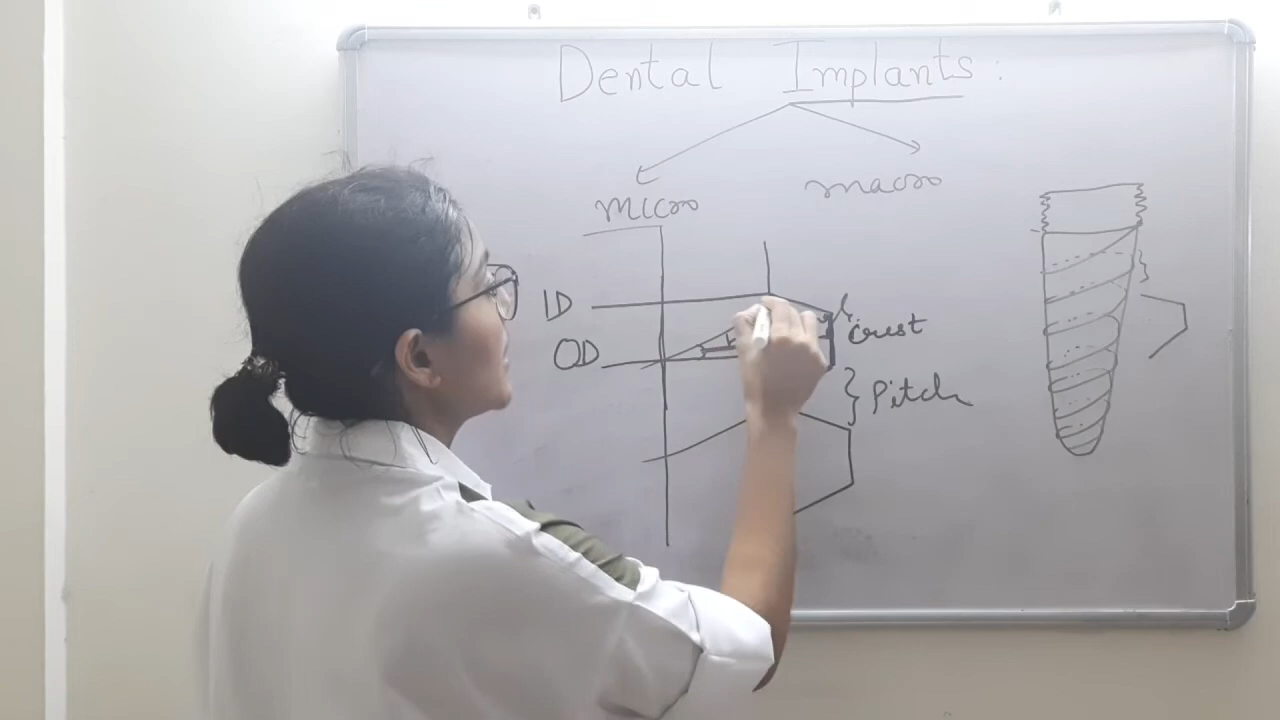 Dental Implants:
macro
micro
ID
Crest
OD
Pitch